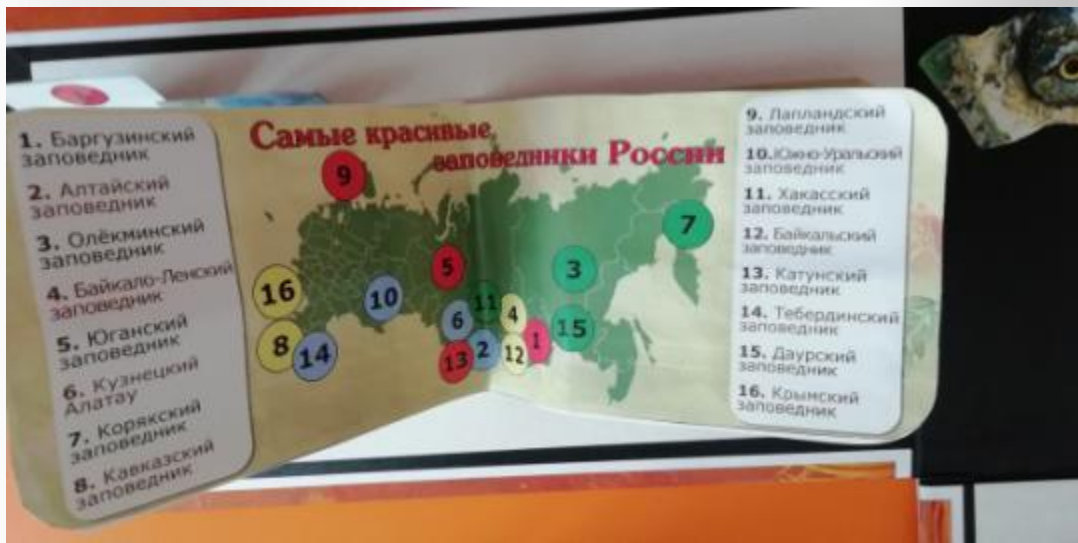 1. Баргузинский
заповедник
2. Алтайский
заповедник
3. Олёкминский
заповедник
4. Байкало-Ленский
заповедник
5. Юганский
заповедник
6. Кузнецкий
Алатау
7. Корякский
заповедник
8. Кавказский
заповедник
Самые красивые,
заповедники России
9
7
5
3
16
10
11
4
6
15
8
14
13
2
12
1
9. Лапландский
заповедник
10.Южно-Уральский
заповедник
11. Хакасский
заповедник
12. Байкальский
заповедник
13. Катунский
заповедник
14. Тебердинский
заповедник
15. Даурский
заповедник
16. Крымский
заповедник